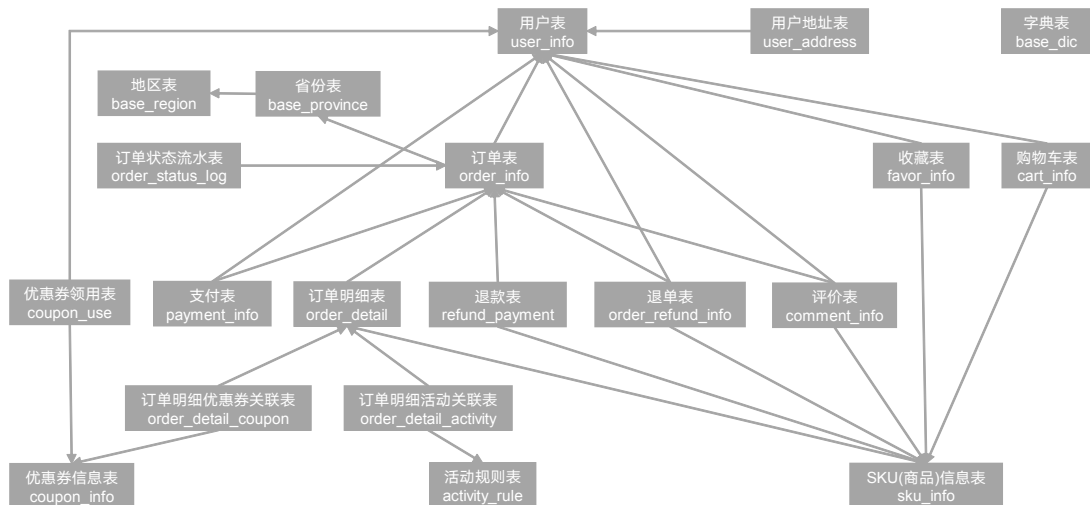 用户表
user_info
用户地址表
user_address
字典表
base_dic
地区表
base_region
省份表
base_province
订单状态流水表
order_status_log
订单表
order_info
收藏表
favor_info
购物车表
cart_info
优惠券领用表
coupon_use
支付表
payment_info
订单明细表
order_detail
退款表
refund_payment
退单表
order_refund_info
评价表
comment_info
订单明细优惠券关联表
order_detail_coupon
订单明细活动关联表
order_detail_activity
优惠券信息表
coupon_info
活动规则表
activity_rule
SKU(商品)信息表
sku_info